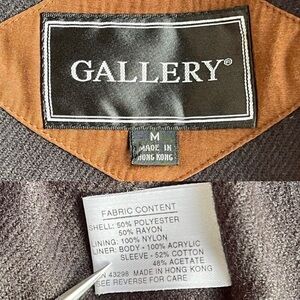 GALLERY®
M
MADE IN
HONG KONG
FABRIC CONTENT
SHELL: 50% POLYESTER
50% RAYON
LINING: 100% NYLON
LINER: BODY - 100% ACRYLIC
SLEEVE - 52% COTTON
48% ACETATE
RN 43298 MADE IN HONG KONG
SEE REVERSE FOR CARE